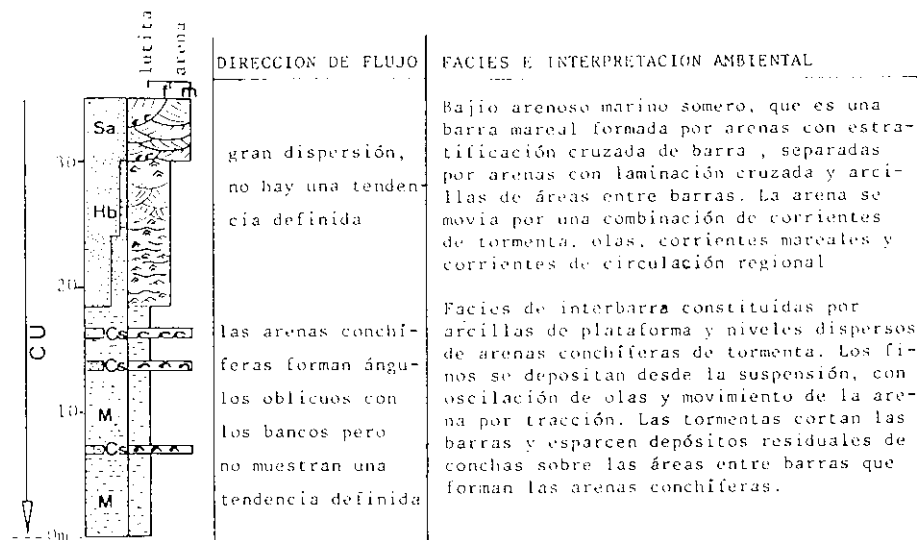 lutita
arena
f m
DIRECCION DE FLUJO
FACIES E INTERPRETACION AMBIENTAL
Sa
30
Hb
20
CU
Cs
Cs
10
M
Cs
M
0m
gran dispersión,
no hay una tenden-
cia definida
las arenas conchí-
feras forman ángu-
los oblicuos con
los bancos pero
no muestran una
tendencia definida
Bajío arenoso marino somero, que es una
barra mareal formada por arenas con estra-
tificación cruzada de barra , separadas
por arenas con laminación cruzada y arci-
llas de áreas entre barras. La arena se
movia por una combinación de corrientes
de tormenta, olas, corrientes mareales y
corrientes de circulación regional
Facies de interbarra constituidas por
arcillas de plataforma y niveles dispersos
de arenas conchíferas de tormenta. Los fi-
nos se depositan desde la suspensión, con
oscilación de olas y movimiento de la are-
na por tracción. Las tormentas cortan las
barras y esparcen depósitos residuales de
conchas sobre las áreas entre barras que
forman las arenas conchíferas.